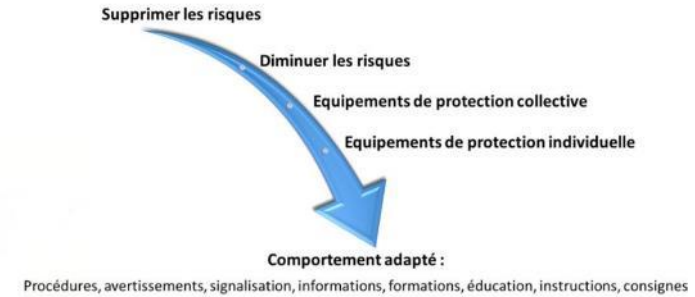 Supprimer les risques
Diminuer les risques
Equipements de protection collective
Equipements de protection individuelle
Comportement adapté :
Procédures, avertissements, signalisation, informations, formations, éducation, instructions, consignes